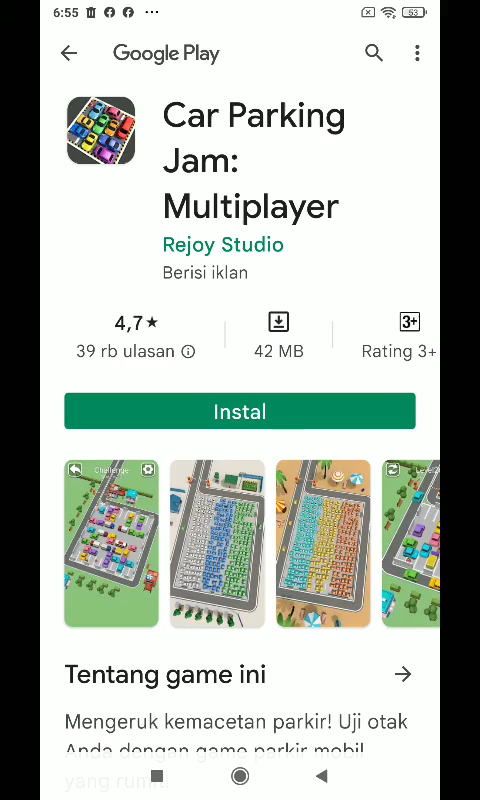 6:55
53
Google Play
Car Parking
Jam:
Multiplayer
Rejoy Studio
Berisi iklan
4,7★
39 rb ulasan
42 MB
3+
Rating 3+
Instal
Challenge
Tentang game ini
Mengeruk kemacetan parkir! Uji otak
Anda dengan game parkir mobil
yang rumit.